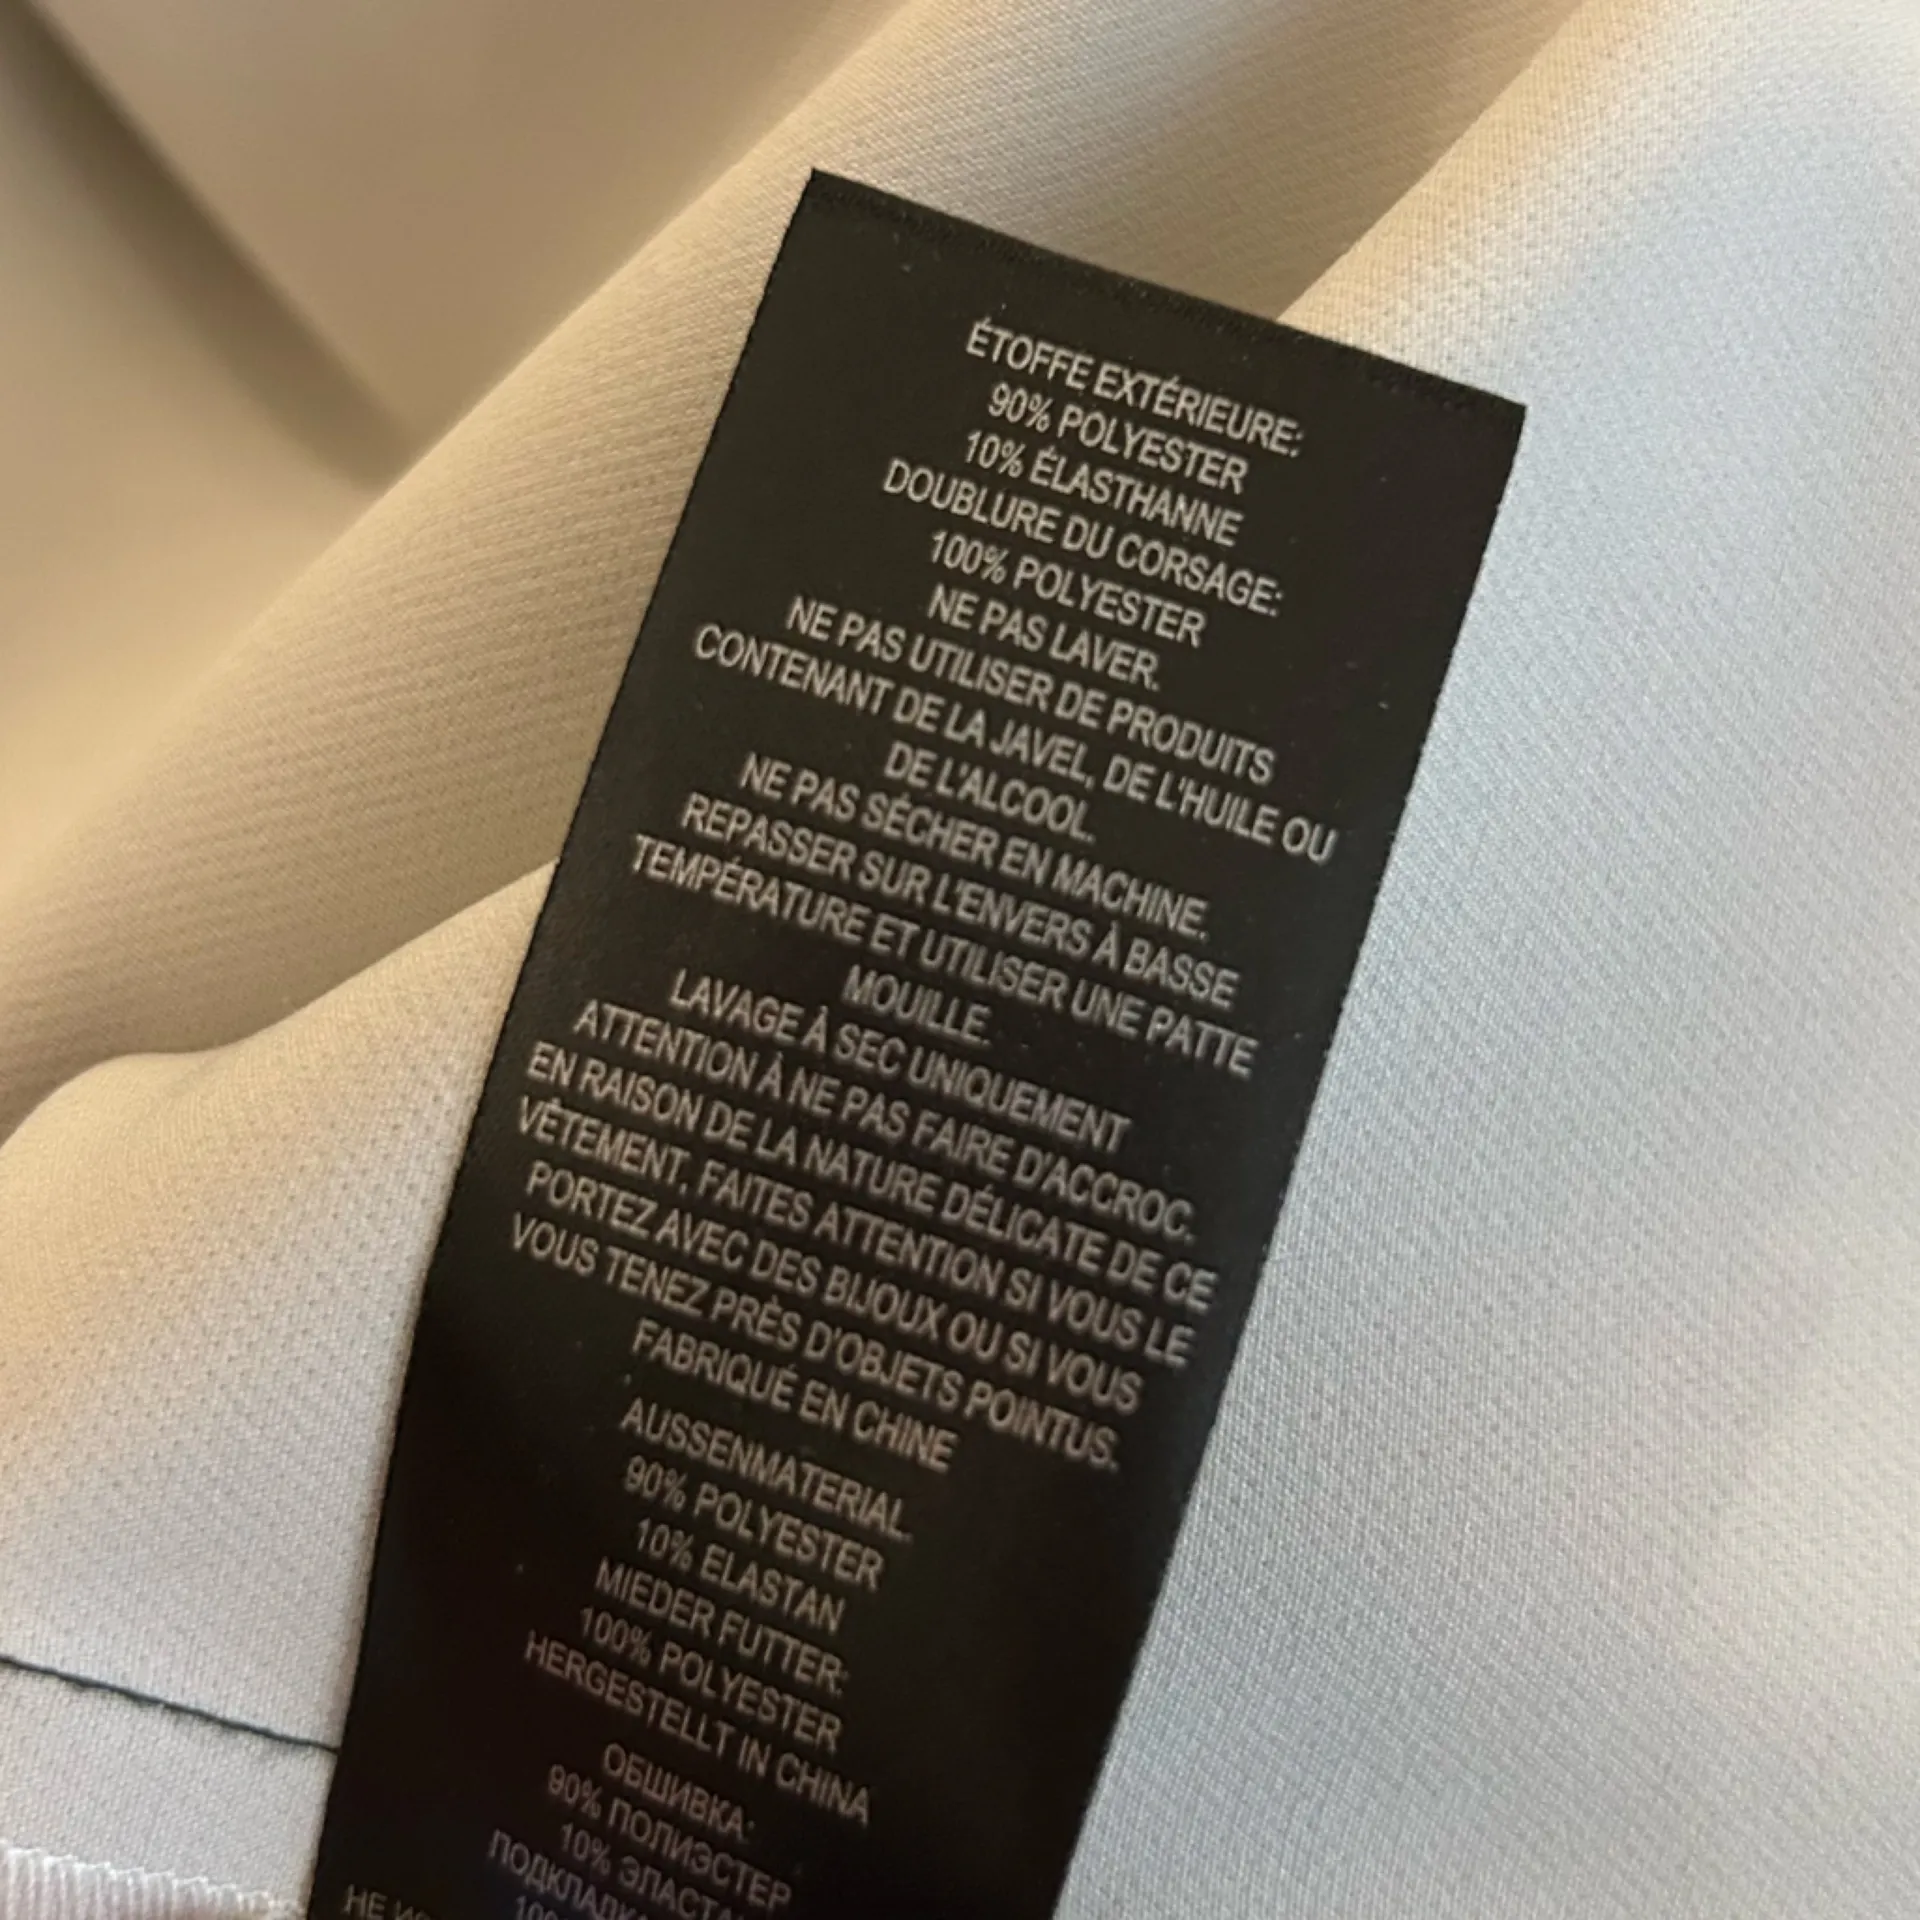 ÉTOFFE EXTÉRIEURE:
90% POLYESTER
10% ÉLASTHANNE
DOUBLURE DU CORSAGE:
100% POLYESTER
NE PAS LAVER.
NE PAS UTILISER DE PRODUITS
CONTENANT DE LA JAVEL, DE L'HUILE OU
DE L'ALCOOL.
NE PAS SÉCHER EN MACHINE.
REPASSER SUR L'ENVERS À BASSE
TEMPÉRATURE ET UTILISER UNE PATTE
MOUILLE.
LAVAGE À SEC UNIQUEMENT
ATTENTION À NE PAS FAIRE D'ACCROC.
EN RAISON DE LA NATURE DÉLICATE DE CE
VÊTEMENT, FAITES ATTENTION SI VOUS LE
PORTEZ AVEC DES BIJOUX OU SI VOUS
VOUS TENEZ PRÈS D'OBJETS POINTUS.
FABRIQUÉ EN CHINE
AUSSENMATERIAL.
90% POLYESTER
10% ELASTAN
MIEDER FUTTER:
100% POLYESTER
HERGESTELLT IN CHINA
ОБШИВКА:
90% ПОЛИЭСТЕР
10%
НЕ